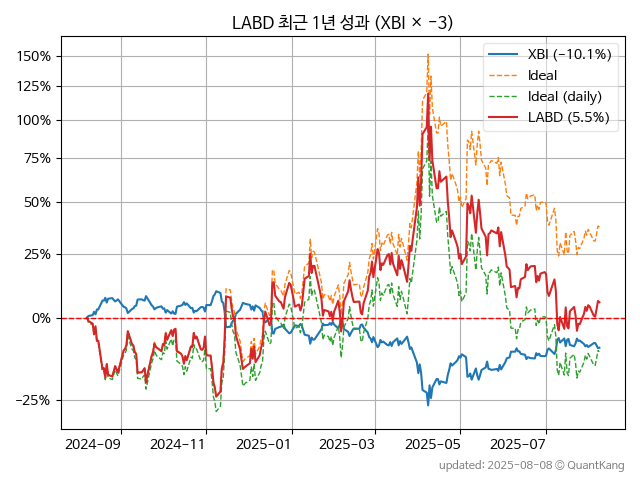 LABD 최근 1년 성과 (XBI × −3)
150%
125%
100%
75%
50%
25%
0%
−25%
XBI (−10.1%)
Ideal
Ideal (daily)
LABD (5.5%)
2024-09
2024-11
2025-01
2025-03
2025-05
2025-07
updated: 2025-08-08 © QuantKang